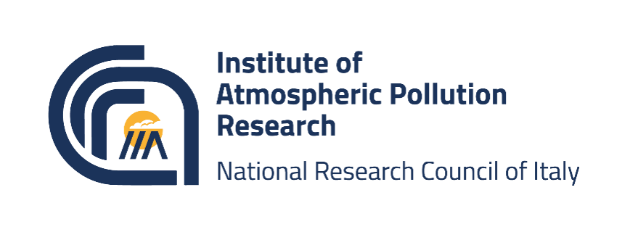 Institute of
Atmospheric Pollution
Research
National Research Council of Italy